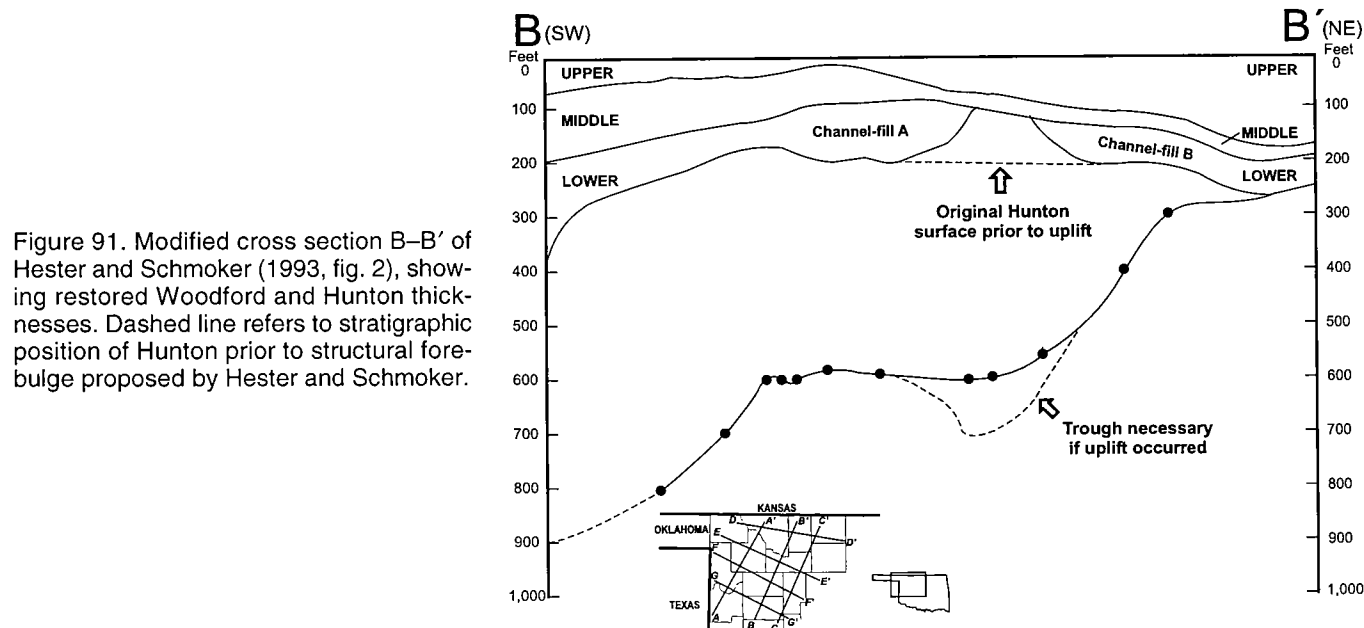 Figure 91. Modified cross section B–B′ of
Hester and Schmoker (1993, fig. 2), show-
ing restored Woodford and Hunton thick-
nesses. Dashed line refers to stratigraphic
position of Hunton prior to structural fore-
bulge proposed by Hester and Schmoker.
B (SW)
B′ (NE)
Feet
Feet
0
0
UPPER
UPPER
100
100
MIDDLE
MIDDLE
Channel-fill A
Channel-fill B
200
200
LOWER
LOWER
Original Hunton
surface prior to uplift
300
300
400
400
500
500
600
600
Trough necessary
if uplift occurred
700
700
800
800
900
900
1,000
1,000
KANSAS
OKLAHOMA
TEXAS
D
A'
B'
C'
E
D'
F
G
E'
F'
A
B
C
G'